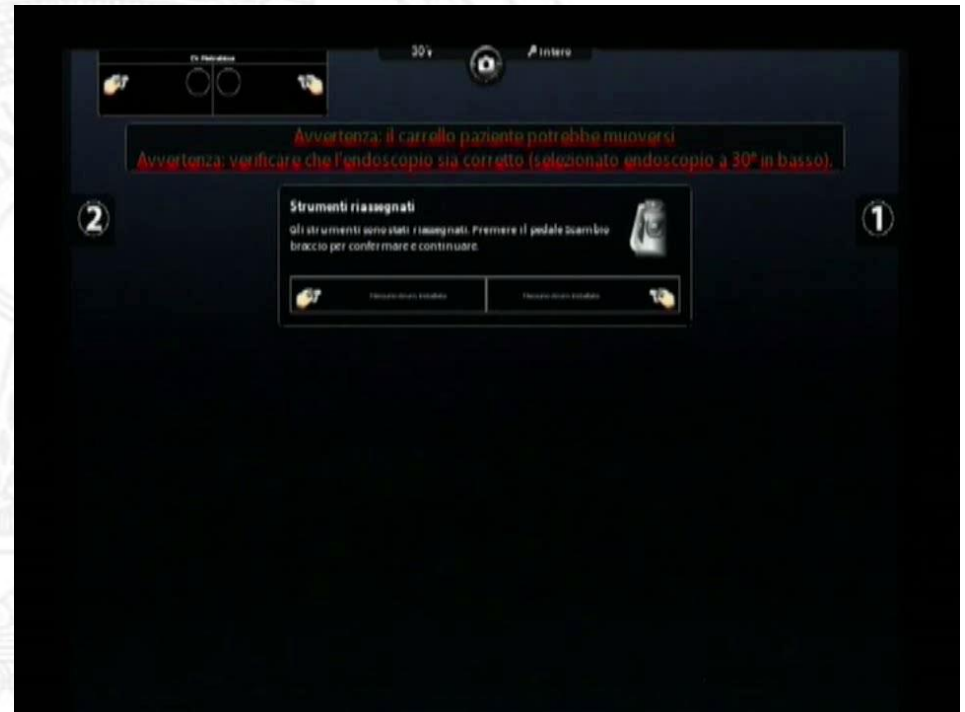 30°
Intero
Avvertenza: il carrello paziente potrebbe muoversi
Avvertenza: verificare che l'endoscopio sia corretto (selezionato endoscopio a 30° in basso).
2
1
Strumenti riassegnati
Gli strumenti sono stati riassegnati. Premere il pedale Scambio
braccio per confermare e continuare.